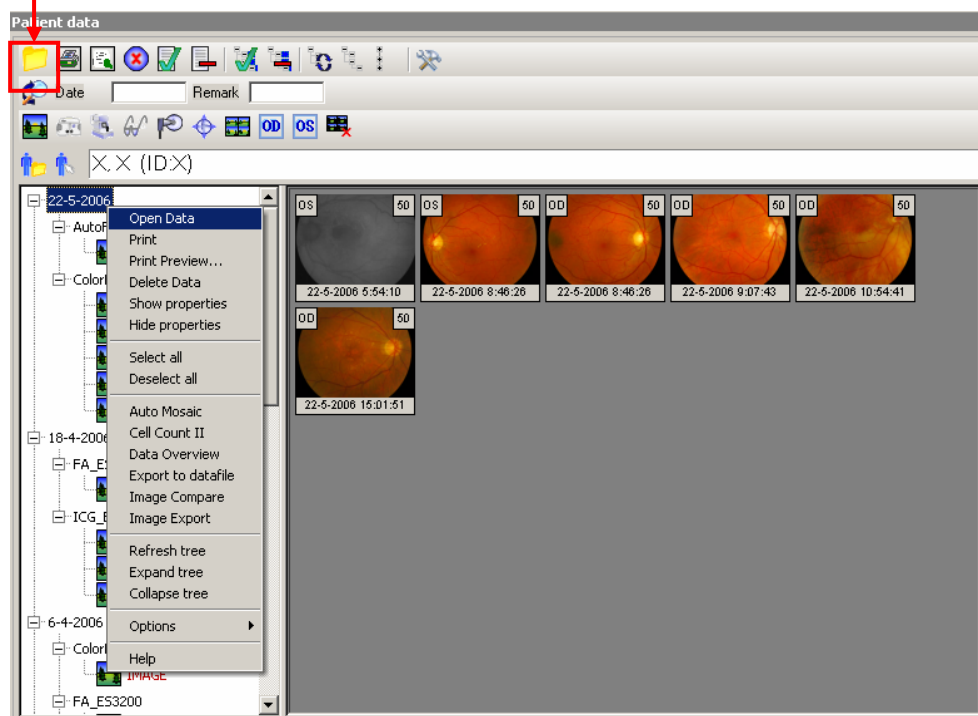 Patient data
Date Remark
OD OS
X, X (ID:X)
22-5-2006
AutoF
Color
18-4-2006
FA_E
ICG_
6-4-2006
Color
IMAGE
FA_ES3200
Open Data
Print
Print Preview...
Delete Data
Show properties
Hide properties
Select all
Deselect all
Auto Mosaic
Cell Count II
Data Overview
Export to datafile
Image Compare
Image Export
Refresh tree
Expand tree
Collapse tree
Options
Help
OS 50 OS 50 OD 50 OD 50 OD 50
22-5-2006 5:54:10 22-5-2006 8:46:26 22-5-2006 8:46:26 22-5-2006 9:07:43 22-5-2006 10:54:41
OD 50
22-5-2006 15:01:51